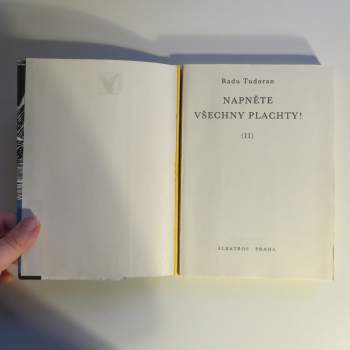 Radu Tudoran
NAPNĚTE
VŠECHNY PLACHTY!
(II)
ALBATROS PRAHA